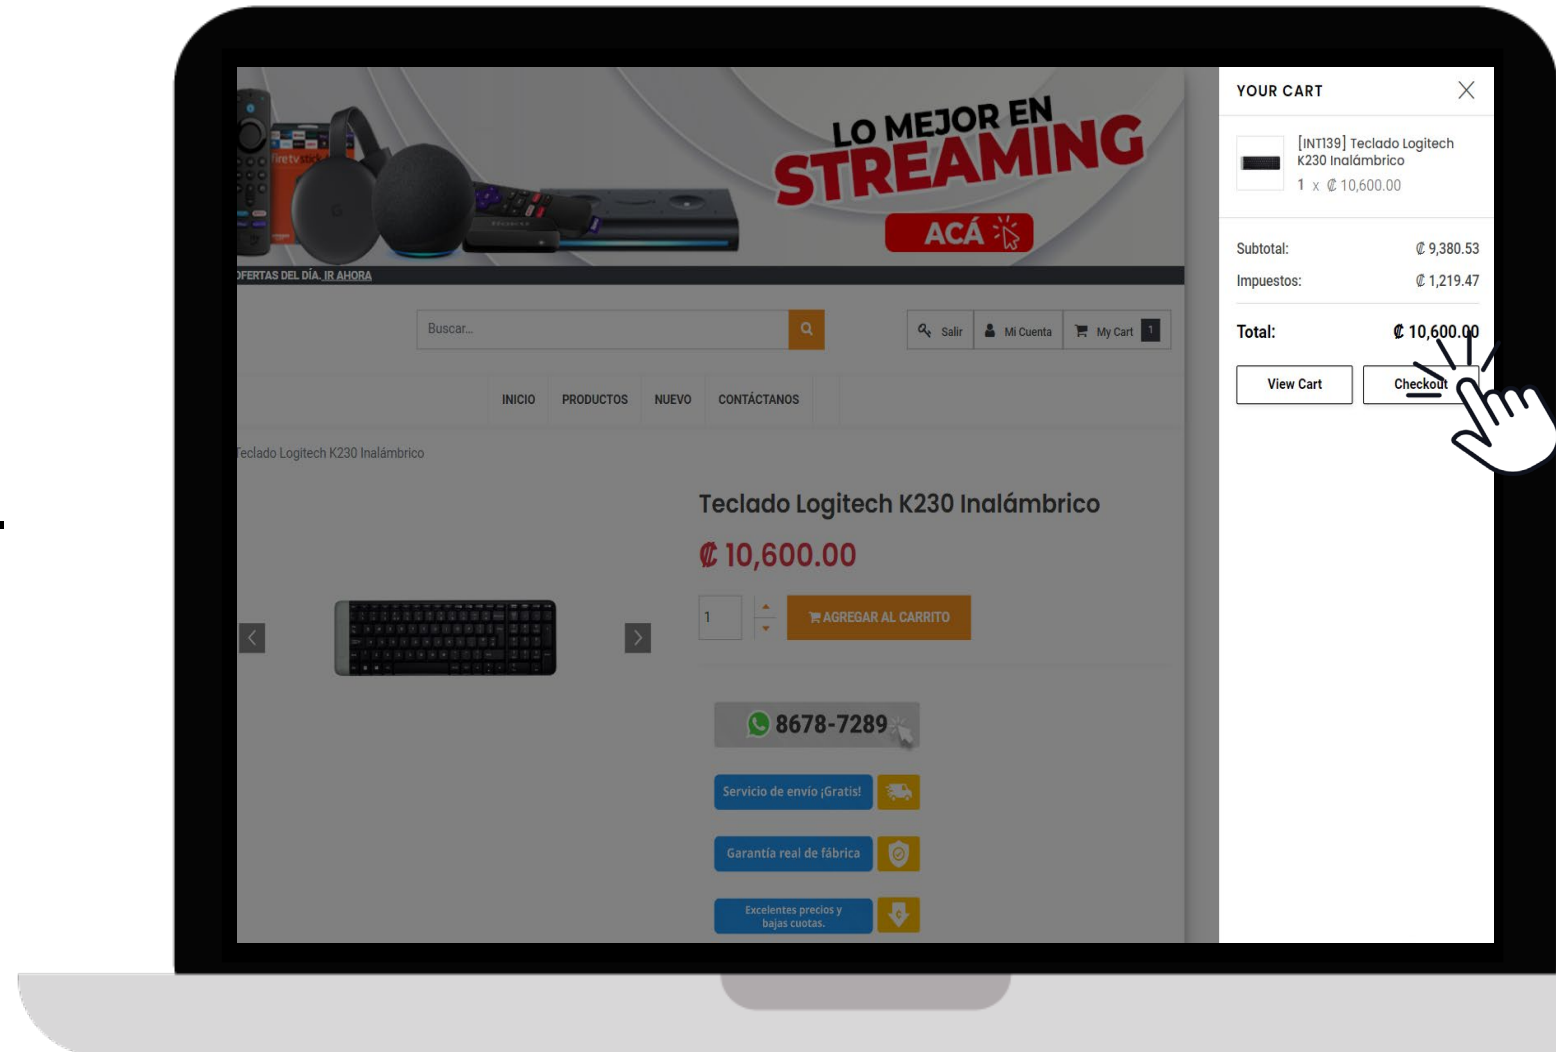 LO MEJOR EN
STREAMING
ACÁ
firetvstick
OFERTAS DEL DÍA. IR AHORA
Buscar...
Salir
Mi Cuenta
My Cart 1
INICIO PRODUCTOS NUEVO CONTÁCTANOS
Teclado Logitech K230 Inalámbrico
Teclado Logitech K230 Inalámbrico
₡ 10,600.00
1
AGREGAR AL CARRITO
8678-7289
Servicio de envío ¡Gratis!
Garantía real de fábrica
Excelentes precios y
bajas cuotas.
YOUR CART
[INT139] Teclado Logitech
K230 Inalámbrico
1 x ₡ 10,600.00
Subtotal: ₡ 9,380.53
Impuestos: ₡ 1,219.47
Total: ₡ 10,600.00
View Cart Checkout